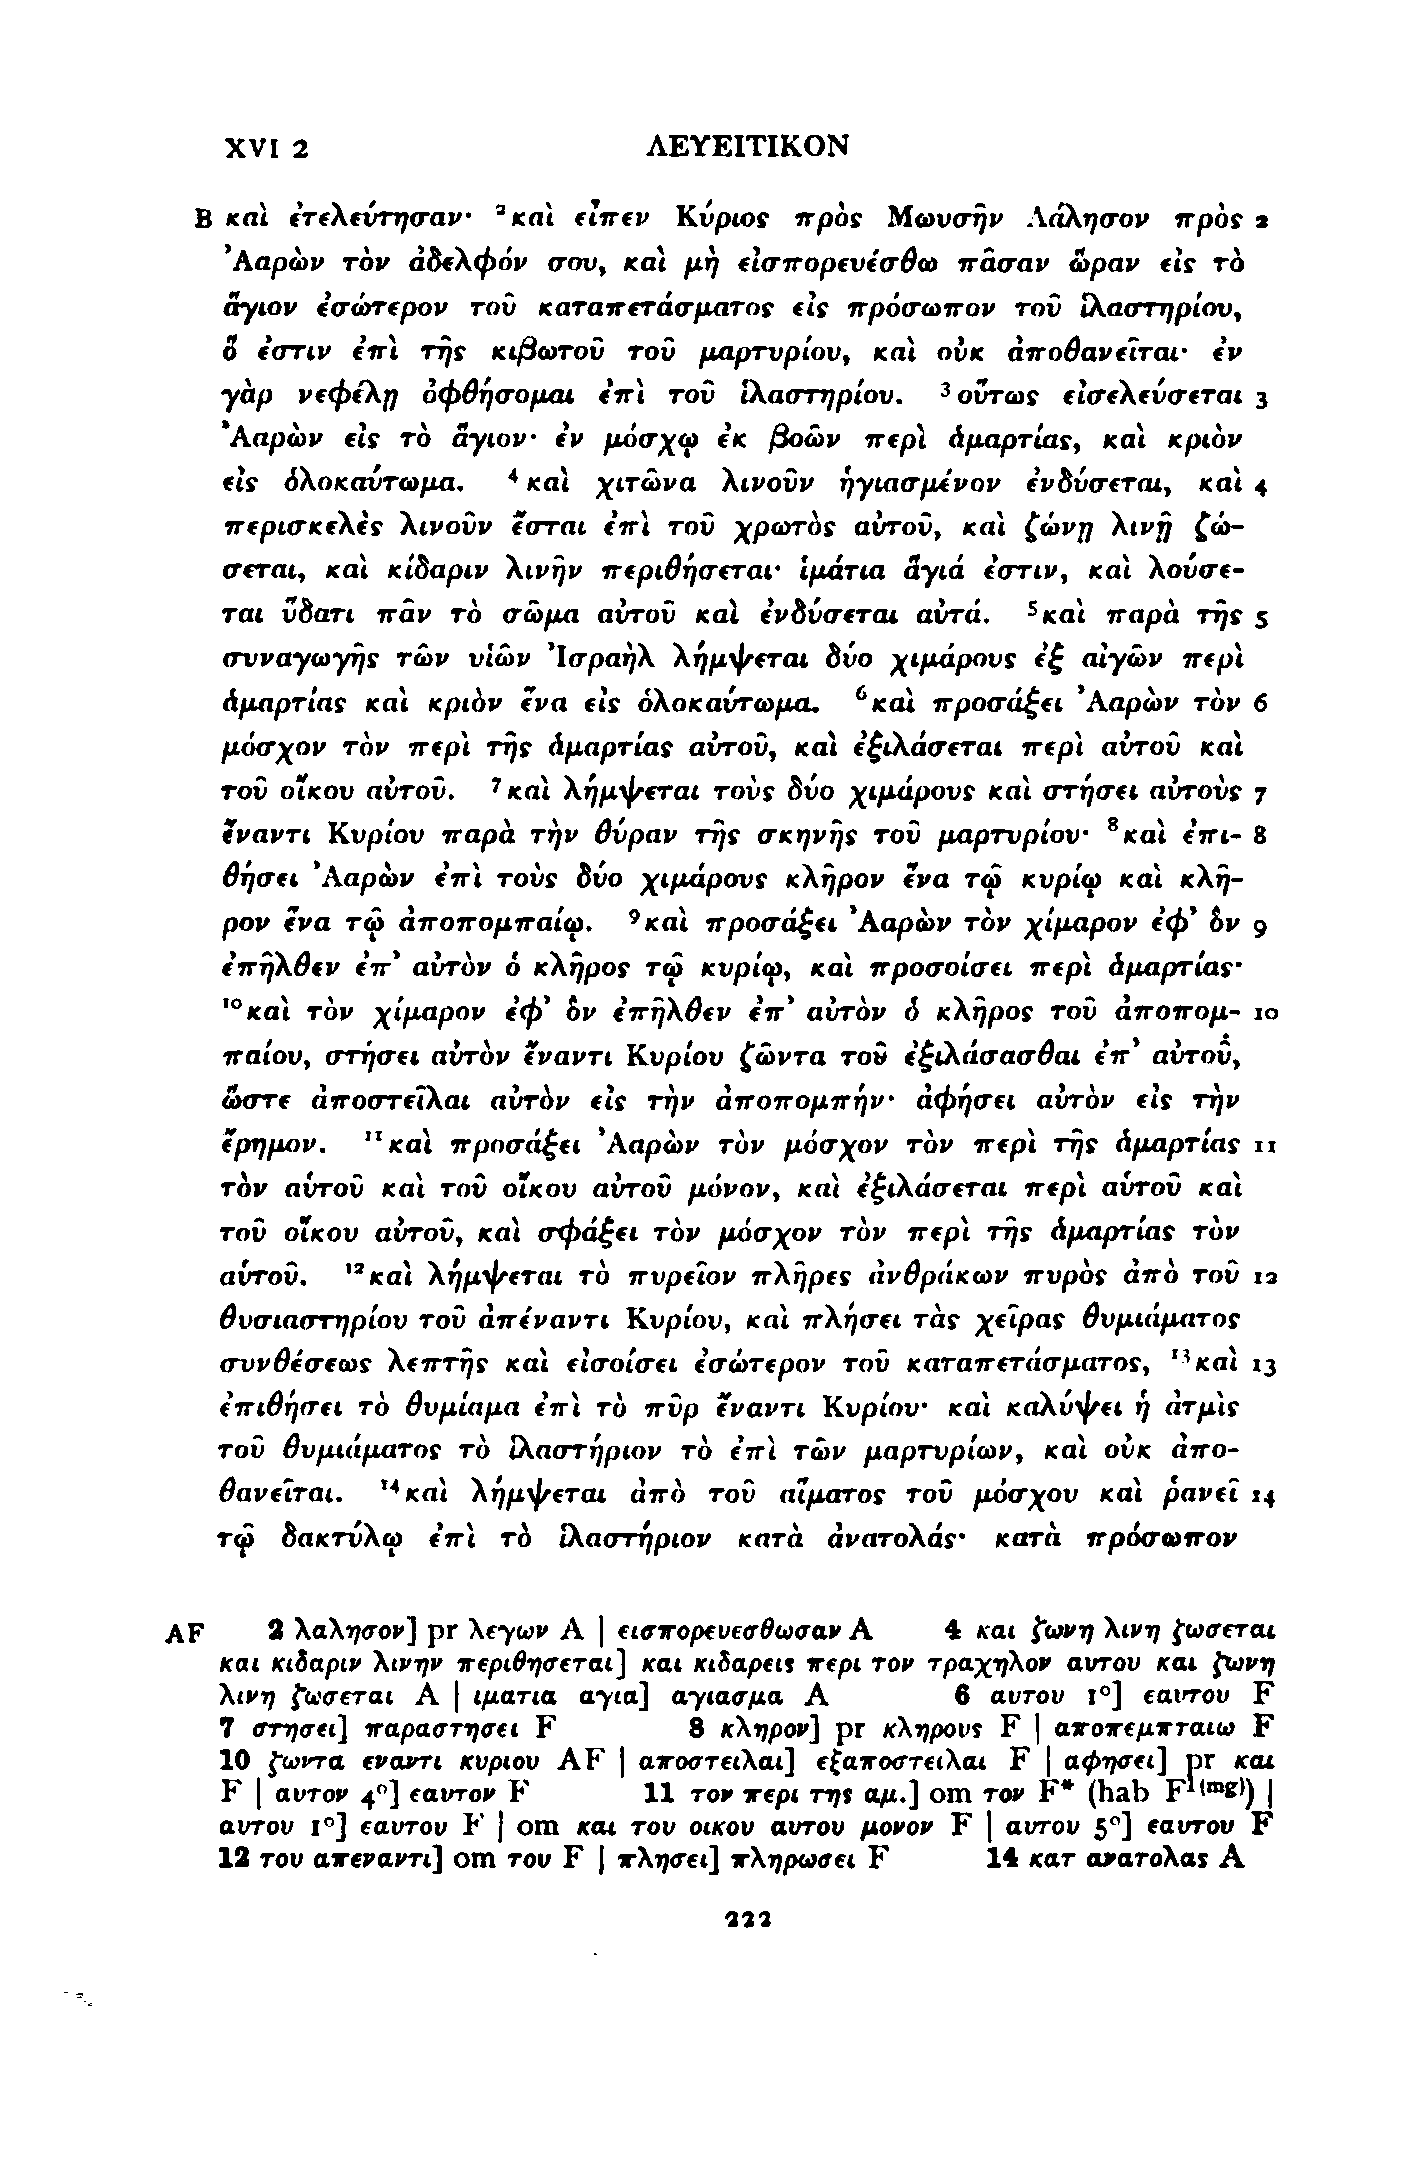 XVI 2 ΛΕΥΕΙΤΙΚΟΝ
B καὶ ἐτελεύτησαν· ²καὶ εἶπεν Κύριος πρὸς Μωυσῆν Λάλησον πρὸς 2
Ἀαρὼν τὸν ἀδελφόν σου, καὶ μὴ εἰσπορευέσθω πᾶσαν ὥραν εἰς τὸ
ἅγιον ἐσώτερον τοῦ καταπετάσματος εἰς πρόσωπον τοῦ ἱλαστηρίου,
ὅ ἐστιν ἐπὶ τῆς κιβωτοῦ τοῦ μαρτυρίου, καὶ οὐκ ἀποθανεῖται· ἐν
γὰρ νεφέλῃ ὀφθήσομαι ἐπὶ τοῦ ἱλαστηρίου. ³οὕτως εἰσελεύσεται 3
Ἀαρὼν εἰς τὸ ἅγιον· ἐν μόσχῳ ἐκ βοῶν περὶ ἁμαρτίας, καὶ κριὸν
εἰς ὁλοκαύτωμα. ⁴καὶ χιτῶνα λινοῦν ἡγιασμένον ἐνδύσεται, καὶ 4
περισκελὲς λινοῦν ἔσται ἐπὶ τοῦ χρωτὸς αὐτοῦ, καὶ ζώνῃ λινῇ ζώ-
σεται, καὶ κίδαριν λινῆν περιθήσεται· ἱμάτια ἅγιά ἐστιν, καὶ λούσε-
ται ὕδατι πᾶν τὸ σῶμα αὐτοῦ καὶ ἐνδύσεται αὐτά. ⁵καὶ παρὰ τῆς 5
συναγωγῆς τῶν υἱῶν Ἰσραὴλ λήμψεται δύο χιμάρους ἐξ αἰγῶν περὶ
ἁμαρτίας καὶ κριὸν ἕνα εἰς ὁλοκαύτωμα. ⁶καὶ προσάξει Ἀαρὼν τὸν 6
μόσχον τὸν περὶ τῆς ἁμαρτίας αὐτοῦ, καὶ ἐξιλάσεται περὶ αὐτοῦ καὶ
τοῦ οἴκου αὐτοῦ. ⁷καὶ λήμψεται τοὺς δύο χιμάρους καὶ στήσει αὐτοὺς 7
ἔναντι Κυρίου παρὰ τὴν θύραν τῆς σκηνῆς τοῦ μαρτυρίου· ⁸καὶ ἐπι- 8
θήσει Ἀαρὼν ἐπὶ τοὺς δύο χιμάρους κλῆρον ἕνα τῷ κυρίῳ καὶ κλῆ-
ρον ἕνα τῷ ἀποπομπαίῳ. ⁹καὶ προσάξει Ἀαρὼν τὸν χίμαρον ἐφ’ ὃν 9
ἐπῆλθεν ἐπ’ αὐτὸν ὁ κλῆρος τῷ κυρίῳ, καὶ προσοίσει περὶ ἁμαρτίας·
¹⁰καὶ τὸν χίμαρον ἐφ’ ὃν ἐπῆλθεν ἐπ’ αὐτὸν ὁ κλῆρος τοῦ ἀποπομ- 10
παίου, στήσει αὐτὸν ἔναντι Κυρίου ζῶντα τοῦ ἐξιλάσασθαι ἐπ’ αὐτοῦ,
ὥστε ἀποστεῖλαι αὐτὸν εἰς τὴν ἀποπομπήν· ἀφήσει αὐτὸν εἰς τὴν
ἔρημον. ¹¹καὶ προσάξει Ἀαρὼν τὸν μόσχον τὸν περὶ τῆς ἁμαρτίας 11
τὸν αὑτοῦ καὶ τοῦ οἴκου αὐτοῦ μόνον, καὶ ἐξιλάσεται περὶ αὑτοῦ καὶ
τοῦ οἴκου αὐτοῦ, καὶ σφάξει τὸν μόσχον τὸν περὶ τῆς ἁμαρτίας τὸν
αὑτοῦ. ¹²καὶ λήμψεται τὸ πυρεῖον πλῆρες ἀνθράκων πυρὸς ἀπὸ τοῦ 12
θυσιαστηρίου τοῦ ἀπέναντι Κυρίου, καὶ πλήσει τὰς χεῖρας θυμιάματος
συνθέσεως λεπτῆς καὶ εἰσοίσει ἐσώτερον τοῦ καταπετάσματος, ¹³καὶ 13
ἐπιθήσει τὸ θυμίαμα ἐπὶ τὸ πῦρ ἔναντι Κυρίου· καὶ καλύψει ἡ ἀτμὶς
τοῦ θυμιάματος τὸ ἱλαστήριον τὸ ἐπὶ τῶν μαρτυρίων, καὶ οὐκ ἀπο-
θανεῖται. ¹⁴καὶ λήμψεται ἀπὸ τοῦ αἵματος τοῦ μόσχου καὶ ῥανεῖ 14
τῷ δακτύλῳ ἐπὶ τὸ ἱλαστήριον κατὰ ἀνατολάς· κατὰ πρόσωπον
AF 2 λαλησον] pr λεγων A | εισπορευεσθωσαν A 4 και ζωνη λινη ζωσεται
και κιδαριν λινην περιθησεται] και κιδαρεις περι τον τραχηλον αυτου και ζωνη
λινη ζωσεται A | ιματια αγια] αγιασμα A 6 αυτου 1°] εαυτου F
7 στησει] παραστησει F 8 κληρον] pr κληρους F | αποπεμπταιω F
10 ζωντα εναντι κυριου AF | αποστειλαι] εξαποστειλαι F | αφησει] pr και
F | αυτον 4°] εαυτον F 11 τον περι της αμ.] om τον F* (hab F¹⁽ᵐᵍ⁾) |
αυτου 1°] εαυτου F | om και του οικου αυτου μονον F | αυτου 5°] εαυτου F
12 του απεναντι] om του F | πλησει] πληρωσει F 14 κατ ανατολας A
222